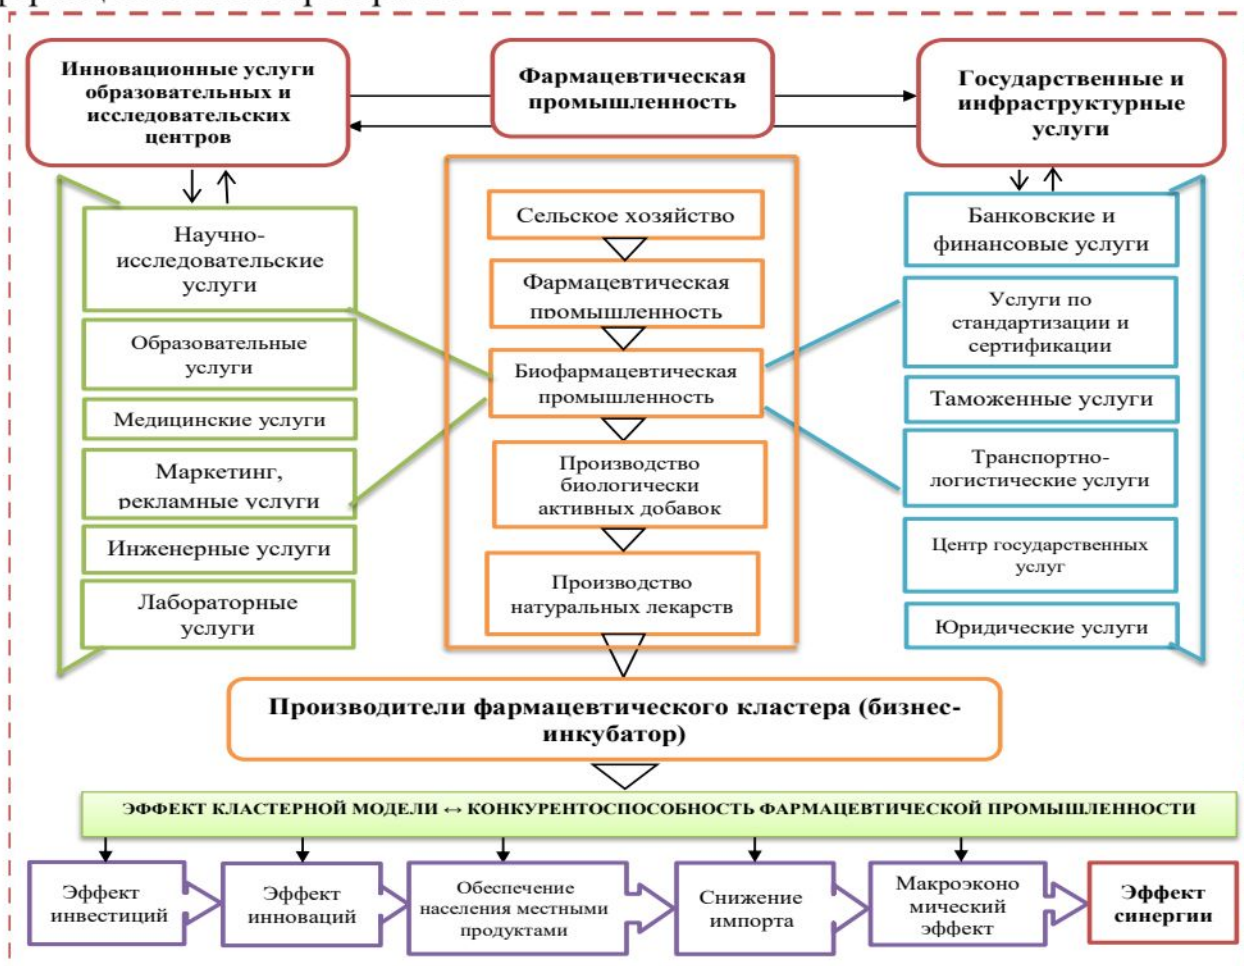 Инновационные услуги
образовательных и
исследовательских
центров
Фармацевтическая
промышленность
Государственные и
инфраструктурные
услуги
Научно-
исследовательские
услуги
Образовательные
услуги
Медицинские услуги
Маркетинг,
рекламные услуги
Инженерные услуги
Лабораторные
услуги
Сельское хозяйство
Фармацевтическая
промышленность
Биофармацевтическая
промышленность
Производство
биологически
активных добавок
Производство
натуральных лекарств
Банковские и
финансовые услуги
Услуги по
стандартизации и
сертификации
Таможенные услуги
Транспортно-
логистические услуги
Центр государственных
услуг
Юридические услуги
Производители фармацевтического кластера (бизнес-
инкубатор)
ЭФФЕКТ КЛАСТЕРНОЙ МОДЕЛИ ↔ КОНКУРЕНТОСПОСОБНОСТЬ ФАРМАЦЕВТИЧЕСКОЙ ПРОМЫШЛЕННОСТИ
Эффект
инвестиций
Эффект
инноваций
Обеспечение
населения местными
продуктами
Снижение
импорта
Макроэконо
мический
эффект
Эффект
синергии